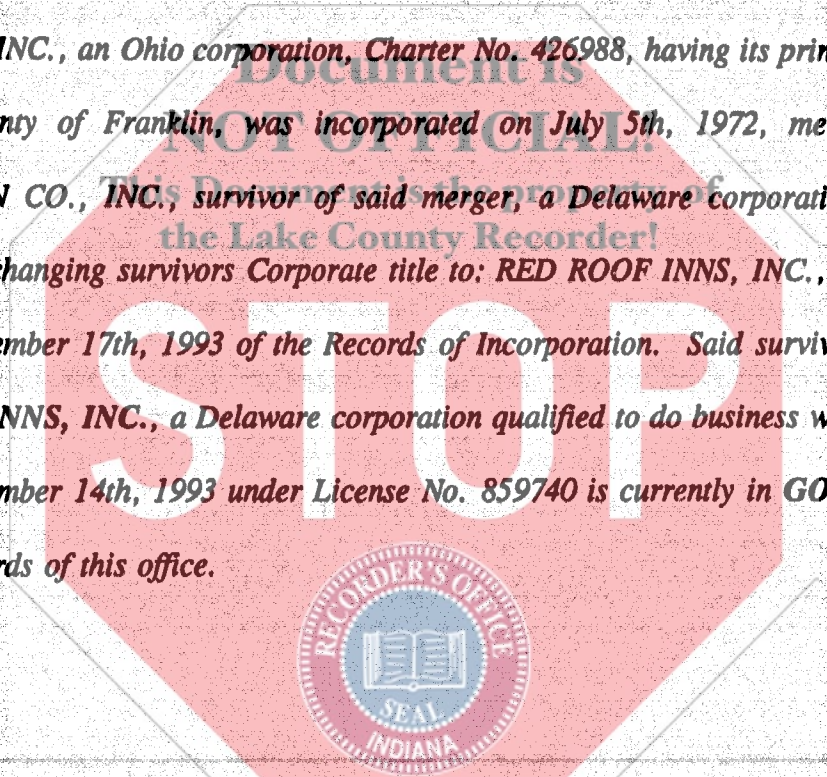 INC., an Ohio corporation, Charter No. 426988, having its prin
Document is
nty of Franklin, was incorporated on July 5th, 1972, me
NOT OFFICIAL!
This Document is the property of
N CO., INC., survivor of said merger, a Delaware corporati
the Lake County Recorder!
hanging survivors Corporate title to: RED ROOF INNS, INC.,
ember 17th, 1993 of the Records of Incorporation. Said surviv
STOP
NNS, INC., a Delaware corporation qualified to do business w
mber 14th, 1993 under License No. 859740 is currently in GO
rds of this office.
RECORDER'S OFFICE
SEAL
INDIANA